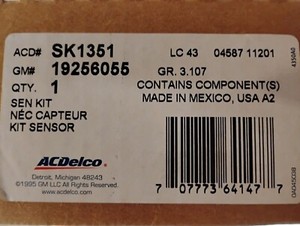 ACD# SK1351 LC 43 04587 11201
GM# 19256055 GR. 3.107
QTY. 1 CONTAINS COMPONENT(S)
SEN KIT MADE IN MEXICO, USA A2
NÉC CAPTEUR
KIT SENSOR
ACDelco
Detroit, Michigan 48243
©1995 GM LLC All Rights Reserved
www.acdelco.com
7 07773 64147 7